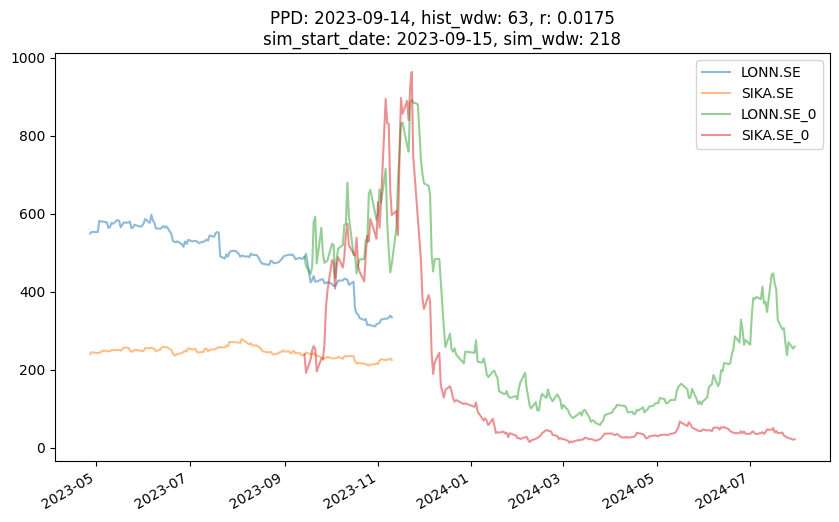 PPD: 2023-09-14, hist_wdw: 63, r: 0.0175
sim_start_date: 2023-09-15, sim_wdw: 218
1000
800
600
400
200
0
LONN.SE
SIKA.SE
LONN.SE_0
SIKA.SE_0
2023-05
2023-07
2023-09
2023-11
2024-01
2024-03
2024-05
2024-07